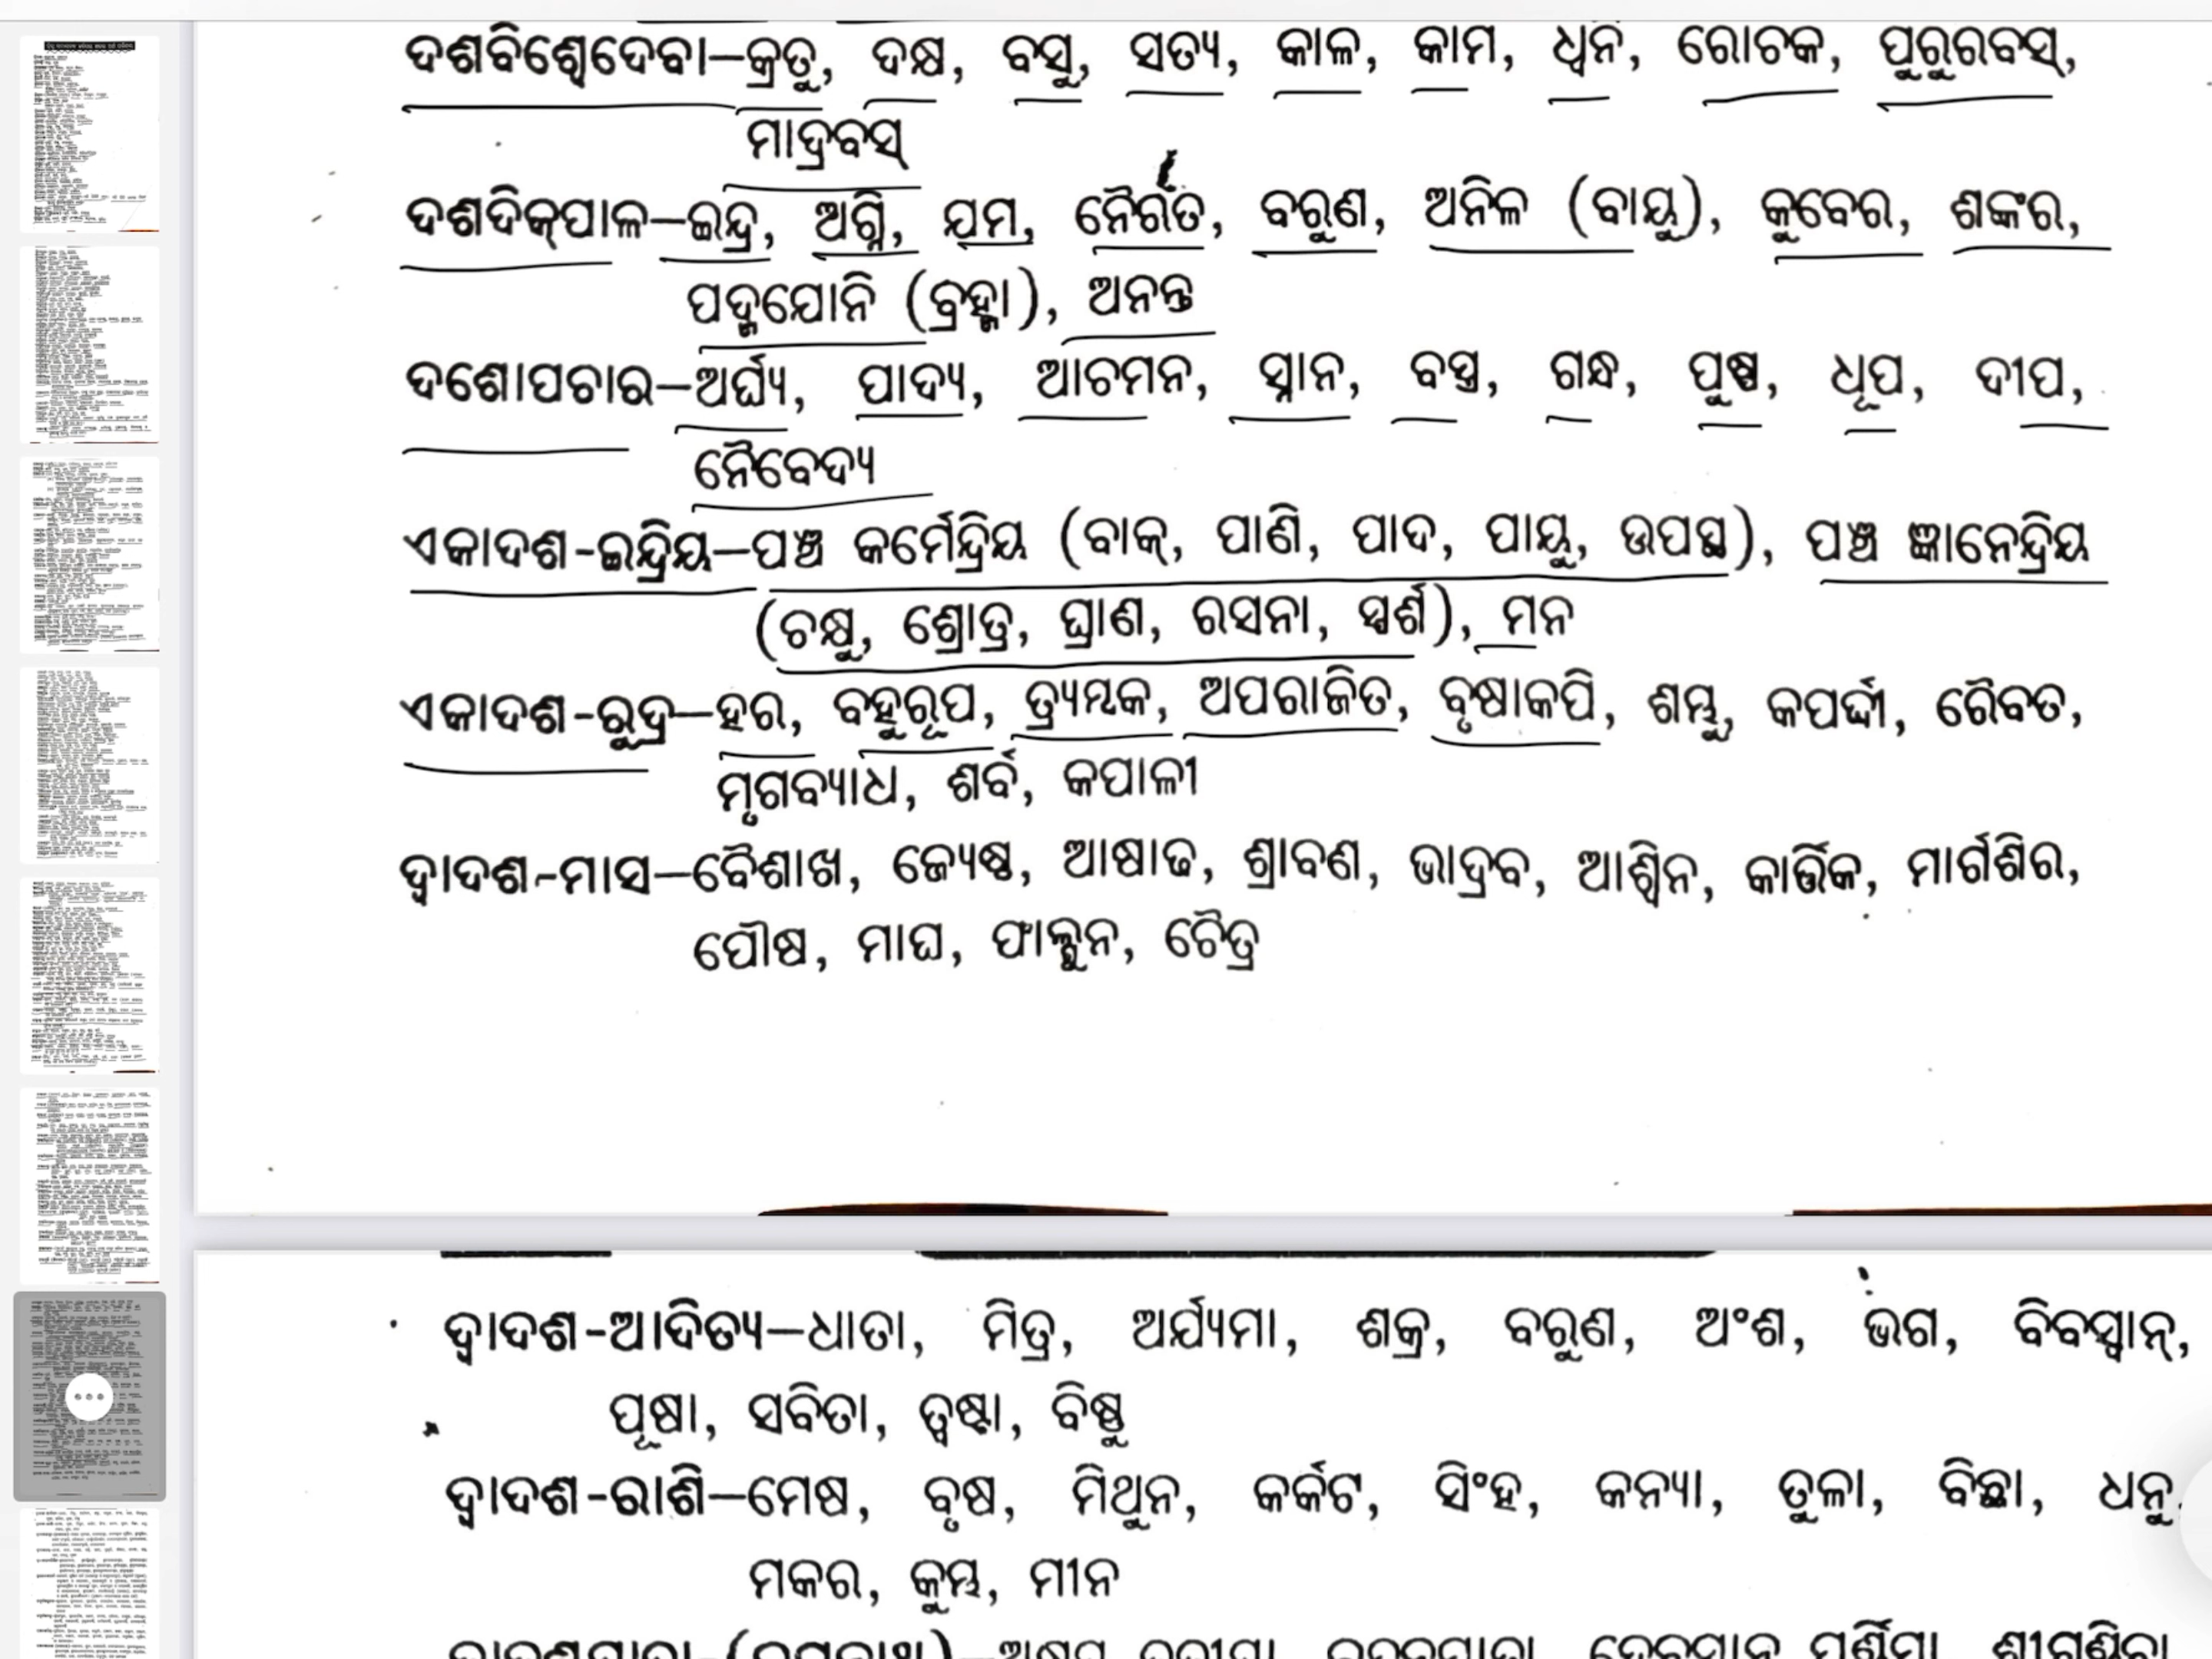 ଦଶବିଶ୍ୱେଦେବା—କ୍ରତୁ, ଦକ୍ଷ, ବସୁ, ସତ୍ୟ, କାଳ, କାମ, ଧ୍ୱନି, ରୋଚକ, ପୁରୁରବସ୍,
ମାଦ୍ରବସ୍
ଦଶଦିକ୍‌ପାଳ—ଇନ୍ଦ୍ର, ଅଗ୍ନି, ଯମ, ନୈର୍ରତ, ବରୁଣ, ଅନିଳ (ବାୟୁ), କୁବେର, ଶଙ୍କର,
ପଦ୍ମଯୋନି (ବ୍ରହ୍ମା), ଅନନ୍ତ
ଦଶୋପଚାର—ଅର୍ଘ୍ୟ, ପାଦ୍ୟ, ଆଚମନ, ସ୍ନାନ, ବସ୍ତ୍ର, ଗନ୍ଧ, ପୁଷ୍ପ, ଧୂପ, ଦୀପ,
ନୈବେଦ୍ୟ
ଏକାଦଶ-ଇନ୍ଦ୍ରିୟ—ପଞ୍ଚ କର୍ମେନ୍ଦ୍ରିୟ (ବାକ୍, ପାଣି, ପାଦ, ପାୟୁ, ଉପସ୍ଥ), ପଞ୍ଚ ଜ୍ଞାନେନ୍ଦ୍ରିୟ
(ଚକ୍ଷୁ, ଶ୍ରୋତ୍ର, ଘ୍ରାଣ, ରସନା, ସ୍ପର୍ଶ), ମନ
ଏକାଦଶ-ରୁଦ୍ର—ହର, ବହୁରୂପ, ତ୍ର୍ୟମ୍ବକ, ଅପରାଜିତ, ବୃଷାକପି, ଶମ୍ଭୁ, କପର୍ଦ୍ଦୀ, ରୈବତ,
ମୃଗବ୍ୟାଧ, ଶର୍ବ, କପାଳୀ
ଦ୍ୱାଦଶ-ମାସ—ବୈଶାଖ, ଜ୍ୟେଷ୍ଠ, ଆଷାଢ, ଶ୍ରାବଣ, ଭାଦ୍ରବ, ଆଶ୍ୱିନ, କାର୍ତ୍ତିକ, ମାର୍ଗଶିର,
ପୌଷ, ମାଘ, ଫାଲ୍ଗୁନ, ଚୈତ୍ର
ଦ୍ୱାଦଶ-ଆଦିତ୍ୟ—ଧାତା, ମିତ୍ର, ଅର୍ଯ୍ୟମା, ଶକ୍ର, ବରୁଣ, ଅଂଶ, ଭଗ, ବିବସ୍ୱାନ୍,
ପୂଷା, ସବିତା, ତ୍ୱଷ୍ଟା, ବିଷ୍ଣୁ
ଦ୍ୱାଦଶ-ରାଶି—ମେଷ, ବୃଷ, ମିଥୁନ, କର୍କଟ, ସିଂହ, କନ୍ୟା, ତୁଳା, ବିଛା, ଧନୁ,
ମକର, କୁମ୍ଭ, ମୀନ